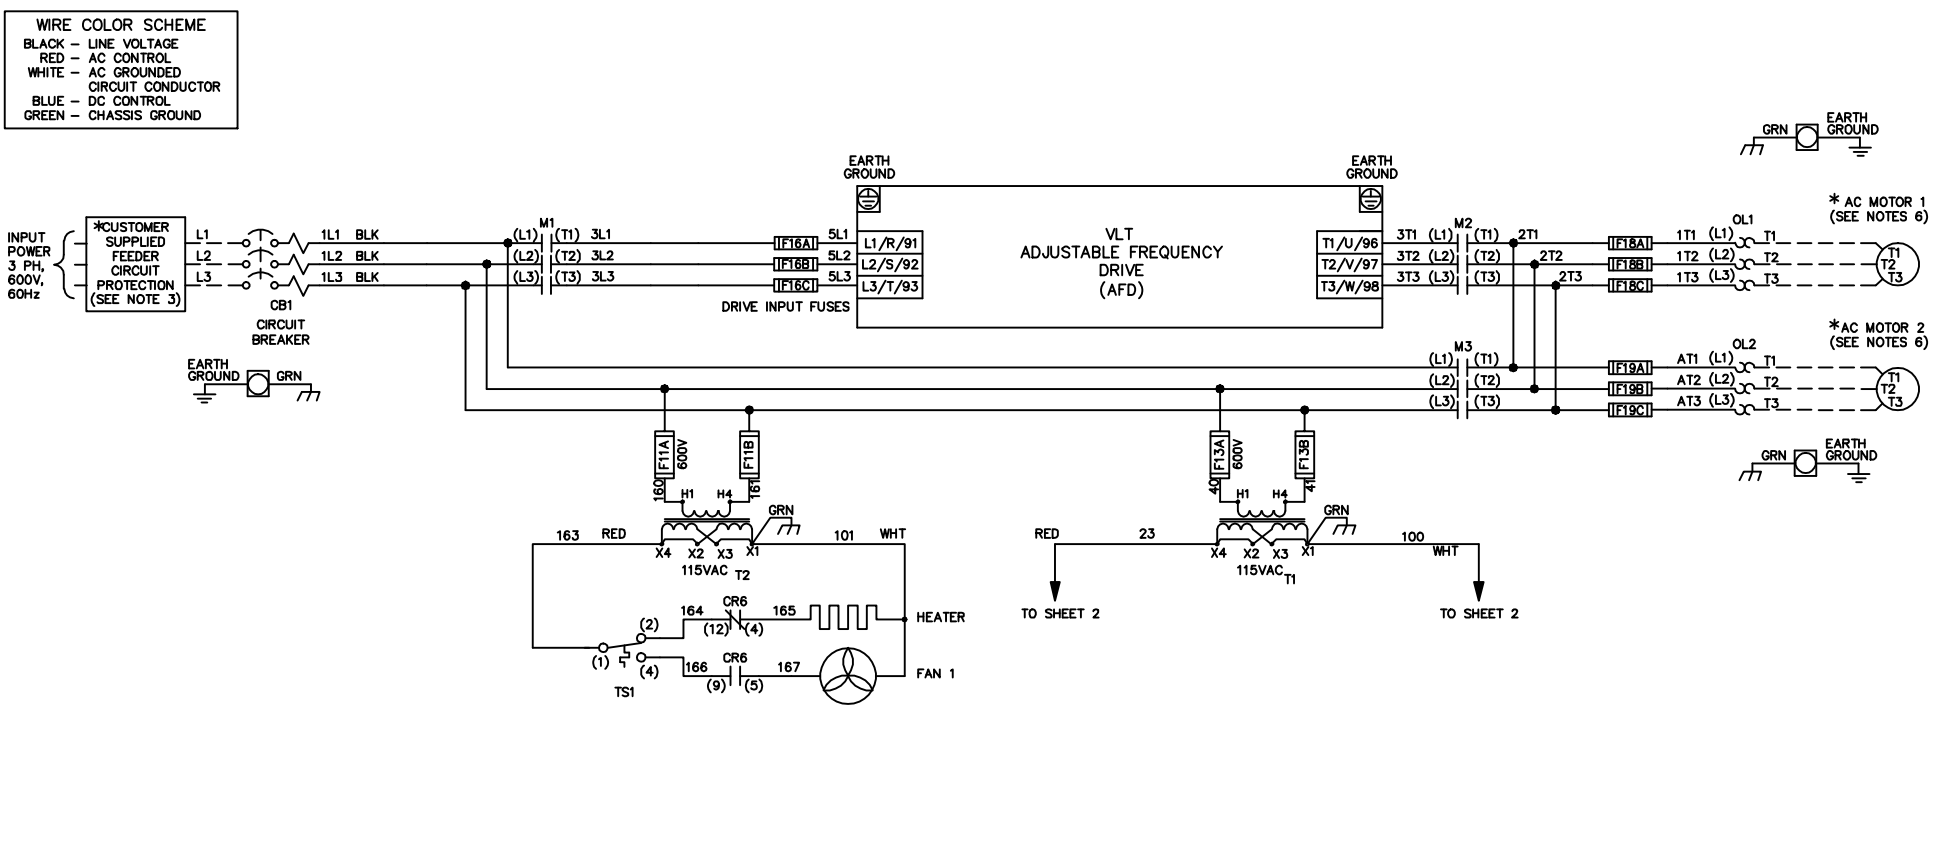 WIRE COLOR SCHEME
BLACK – LINE VOLTAGE
RED – AC CONTROL
WHITE – AC GROUNDED
CIRCUIT CONDUCTOR
BLUE – DC CONTROL
GREEN – CHASSIS GROUND
INPUT
POWER
3 PH,
600V,
60Hz
*CUSTOMER
SUPPLIED
FEEDER
CIRCUIT
PROTECTION
(SEE NOTE 3)
L1
L2
L3
CB1
CIRCUIT
BREAKER
1L1 BLK
1L2 BLK
1L3 BLK
EARTH
GROUND
GRN
M1
(L1) (T1) 3L1
(L2) (T2) 3L2
(L3) (T3) 3L3
F16A 5L1
F16B 5L2
F16C 5L3
DRIVE INPUT FUSES
EARTH
GROUND
L1/R/91
L2/S/92
L3/T/93
VLT
ADJUSTABLE FREQUENCY
DRIVE
(AFD)
EARTH
GROUND
T1/U/96
T2/V/97
T3/W/98
M2
3T1 (L1) (T1) 2T1
3T2 (L2) (T2) 2T2
3T3 (L3) (T3) 2T3
F18A 1T1 (L1) T1
F18B 1T2 (L2) T2
F18C 1T3 (L3) T3
OL1
GRN
EARTH
GROUND
* AC MOTOR 1
(SEE NOTES 6)
T1
T2
T3
M3
(L1) (T1)
(L2) (T2)
(L3) (T3)
F19A AT1 (L1) T1
F19B AT2 (L2) T2
F19C AT3 (L3) T3
OL2
*AC MOTOR 2
(SEE NOTES 6)
T1
T2
T3
GRN
EARTH
GROUND
F11A
600V
F11B
160
161
H1 H4
GRN
163 RED
X4 X2 X3 X1
101 WHT
115VAC T2
164 CR6 165
(12) (4)
HEATER
(2)
(1)
(4)
TS1
166 CR6 167
(9) (5)
FAN 1
F13A
600V
F13B
40
41
H1 H4
GRN
RED 23
X4 X2 X3 X1
100
WHT
115VAC T1
TO SHEET 2
TO SHEET 2